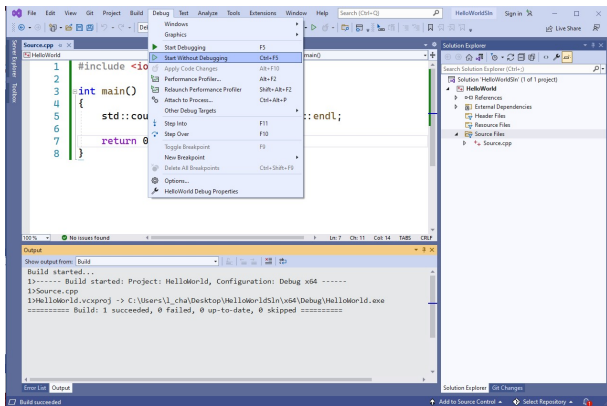 File Edit View Git Project Build Debug Test Analyze Tools Extensions Window Help Search (Ctrl+Q) HelloWorldSln Sign in
Live Share
Windows
Graphics
Start Debugging F5
Start Without Debugging Ctrl+F5
Apply Code Changes Alt+F10
Performance Profiler... Alt+F2
Relaunch Performance Profiler Shift+Alt+F2
Attach to Process... Ctrl+Alt+P
Other Debug Targets
Step Into F11
Step Over F10
Toggle Breakpoint F9
New Breakpoint
Delete All Breakpoints Ctrl+Shift+F9
Options...
HelloWorld Debug Properties
Server Explorer
Toolbox
Source.cpp
HelloWorld
main()
1 #include <io
2
3 int main()
4 {
5 std::cou ::endl;
6
7 return 0
8 }
100 % No issues found Ln: 7 Ch: 11 Col: 14 TABS CRLF
Output
Show output from: Build
Build started...
1>------ Build started: Project: HelloWorld, Configuration: Debug x64 ------
1>Source.cpp
1>HelloWorld.vcxproj -> C:\Users\l_cha\Desktop\HelloWorldSln\x64\Debug\HelloWorld.exe
========== Build: 1 succeeded, 0 failed, 0 up-to-date, 0 skipped ==========
Error List Output
Solution Explorer
Search Solution Explorer (Ctrl+;)
Solution 'HelloWorldSln' (1 of 1 project)
HelloWorld
References
External Dependencies
Header Files
Resource Files
Source Files
Source.cpp
Solution Explorer Git Changes
Build succeeded Add to Source Control Select Repository